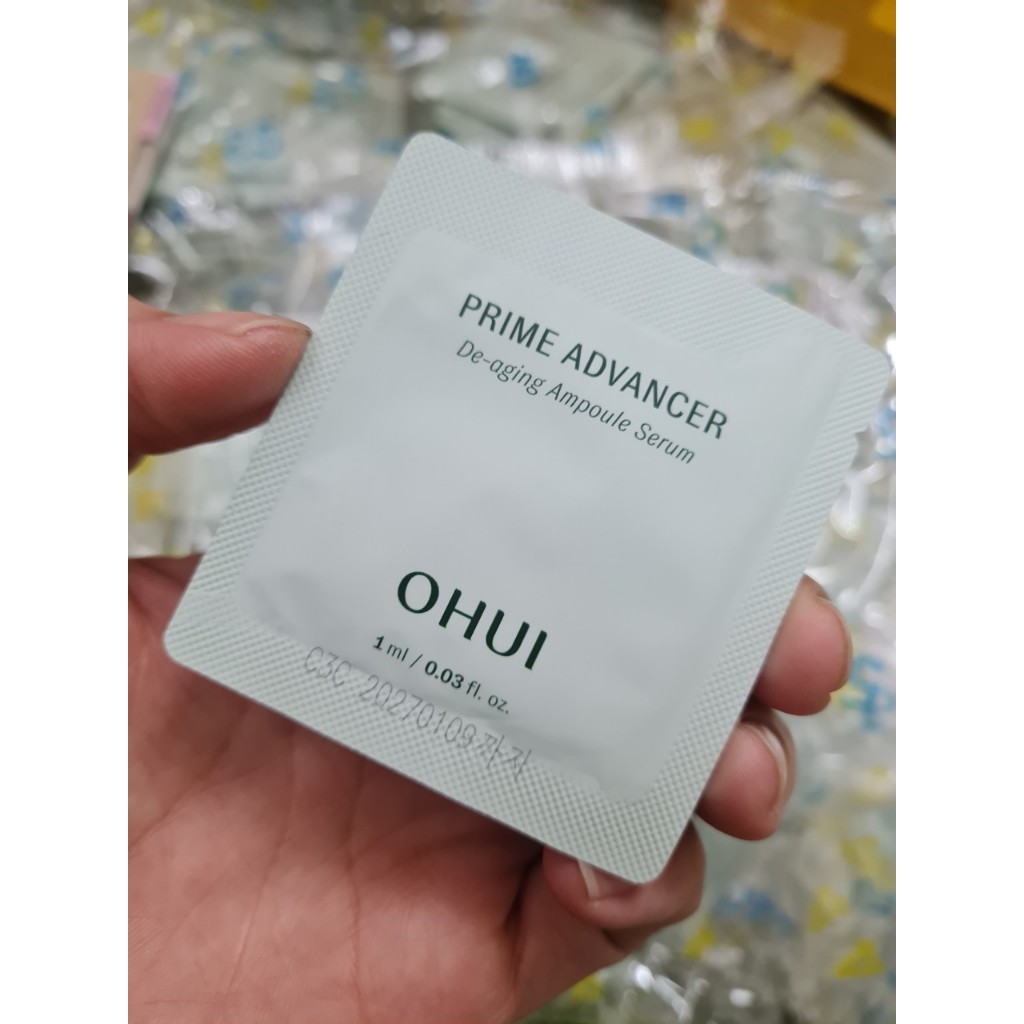 PRIME ADVANCER
De-aging Ampoule Serum
OHUI
1 ml / 0.03 fl. oz.
C3C 20270109까지